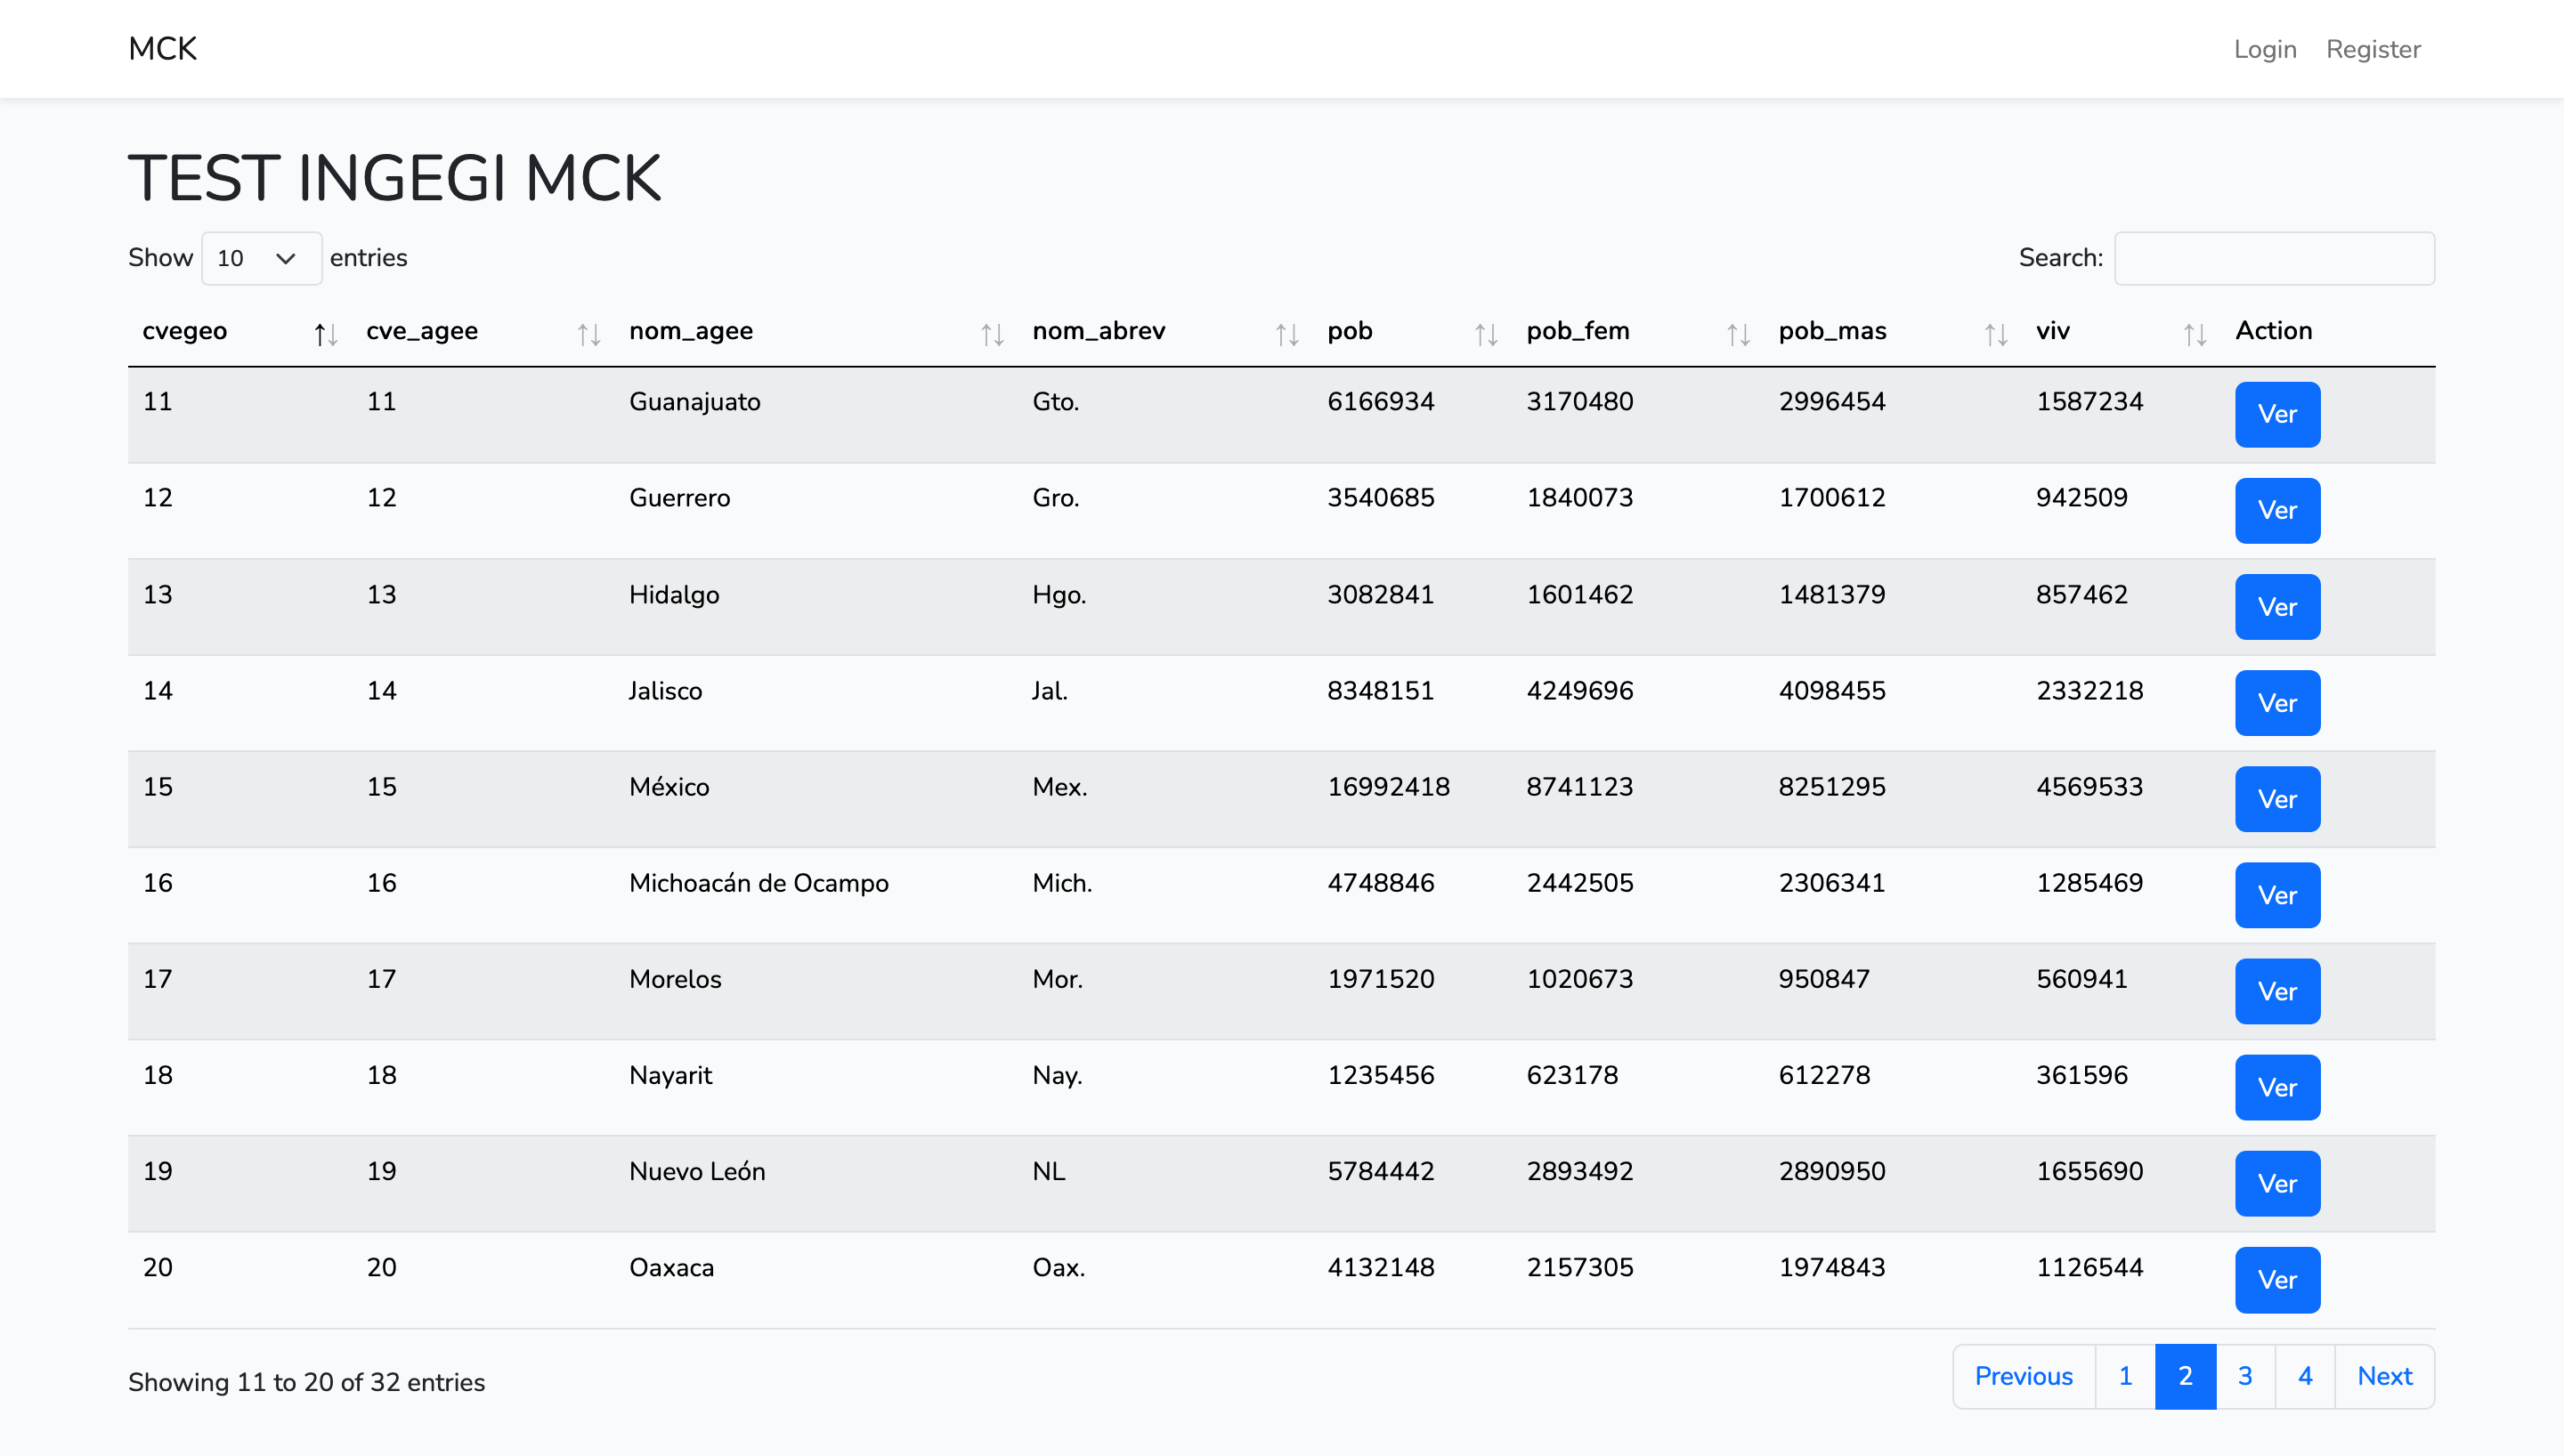 MCK Login Register
TEST INGEGI MCK
Show 10 entries Search:
cvegeo cve_agee nom_agee nom_abrev pob pob_fem pob_mas viv Action
11 11 Guanajuato Gto. 6166934 3170480 2996454 1587234 Ver
12 12 Guerrero Gro. 3540685 1840073 1700612 942509 Ver
13 13 Hidalgo Hgo. 3082841 1601462 1481379 857462 Ver
14 14 Jalisco Jal. 8348151 4249696 4098455 2332218 Ver
15 15 México Mex. 16992418 8741123 8251295 4569533 Ver
16 16 Michoacán de Ocampo Mich. 4748846 2442505 2306341 1285469 Ver
17 17 Morelos Mor. 1971520 1020673 950847 560941 Ver
18 18 Nayarit Nay. 1235456 623178 612278 361596 Ver
19 19 Nuevo León NL 5784442 2893492 2890950 1655690 Ver
20 20 Oaxaca Oax. 4132148 2157305 1974843 1126544 Ver
Showing 11 to 20 of 32 entries Previous 1 2 3 4 Next